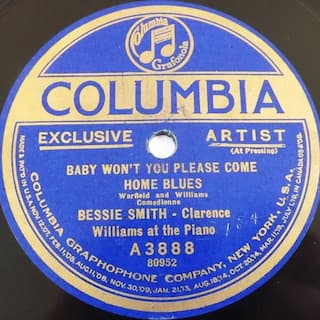 Columbia
Grafonola
COLUMBIA
EXCLUSIVE ARTIST
(At Pressing)
BABY WON'T YOU PLEASE COME
HOME BLUES
Warfield and Williams
Comedienne
BESSIE SMITH - Clarence
Williams at the Piano
A3888
80952
COLUMBIA GRAPHOPHONE COMPANY, NEW YORK, U.S.A.